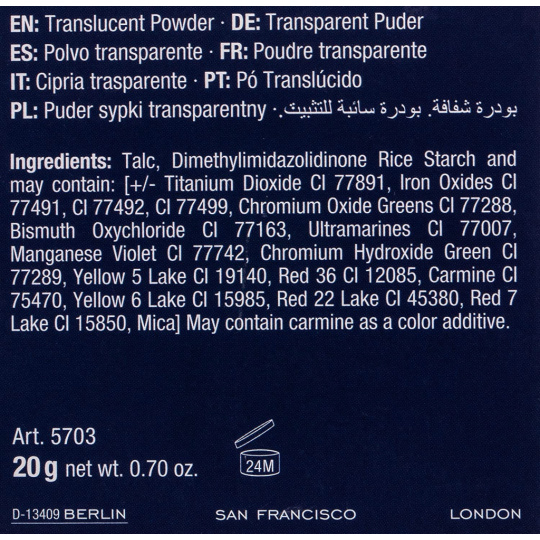 EN: Translucent Powder · DE: Transparent Puder
ES: Polvo transparente · FR: Poudre transparente
IT: Cipria trasparente · PT: Pó Translúcido
PL: Puder sypki transparentny · بودرة شفافة. بودرة سائبة للتثبيت.
Ingredients: Talc, Dimethylimidazolidinone Rice Starch and
may contain: [+/- Titanium Dioxide CI 77891, Iron Oxides CI
77491, CI 77492, CI 77499, Chromium Oxide Greens CI 77288,
Bismuth Oxychloride CI 77163, Ultramarines CI 77007,
Manganese Violet CI 77742, Chromium Hydroxide Green CI
77289, Yellow 5 Lake CI 19140, Red 36 CI 12085, Carmine CI
75470, Yellow 6 Lake CI 15985, Red 22 Lake CI 45380, Red 7
Lake CI 15850, Mica] May contain carmine as a color additive.
Art. 5703
20g net wt. 0.70 oz.
24M
D-13409 BERLIN SAN FRANCISCO LONDON